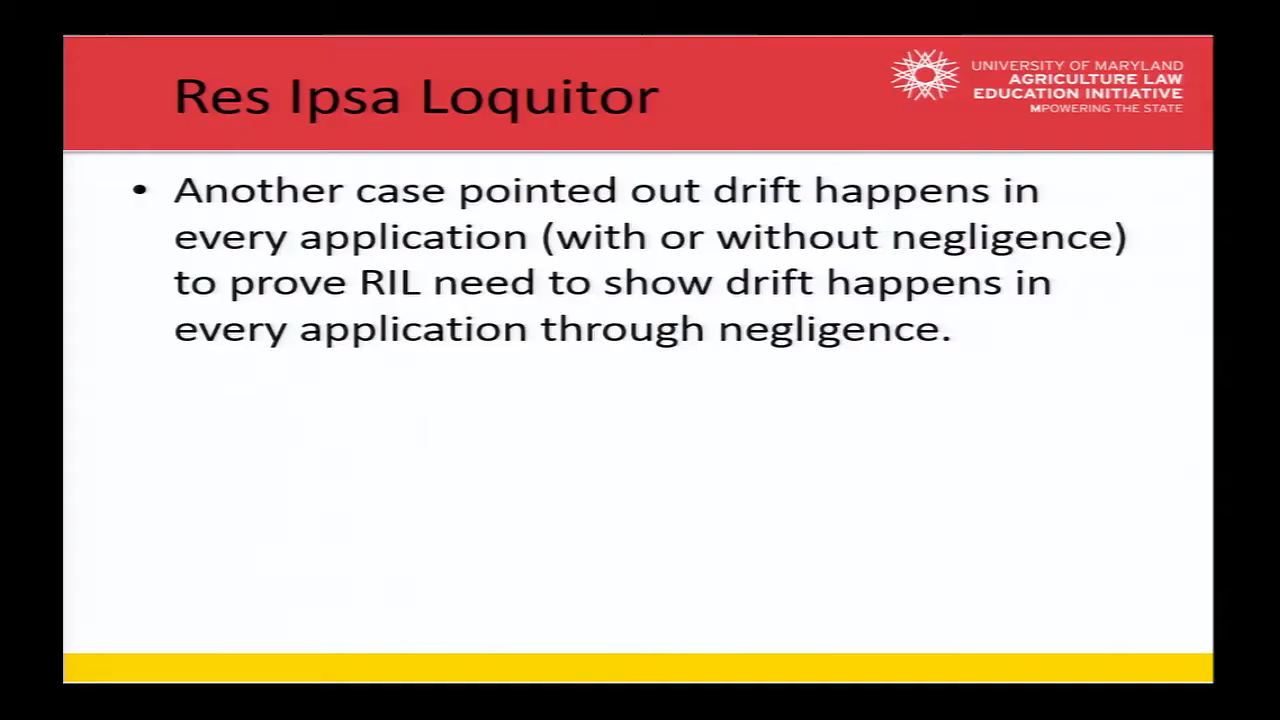 Res Ipsa Loquitor
UNIVERSITY OF MARYLAND
AGRICULTURE LAW
EDUCATION INITIATIVE
MPOWERING THE STATE
• Another case pointed out drift happens in
every application (with or without negligence)
to prove RIL need to show drift happens in
every application through negligence.